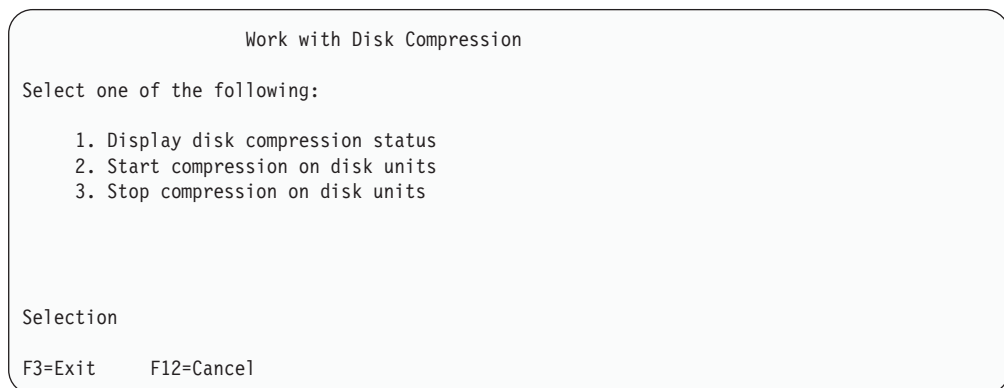 Work with Disk Compression
Select one of the following:
1. Display disk compression status
2. Start compression on disk units
3. Stop compression on disk units
Selection
F3=Exit F12=Cancel